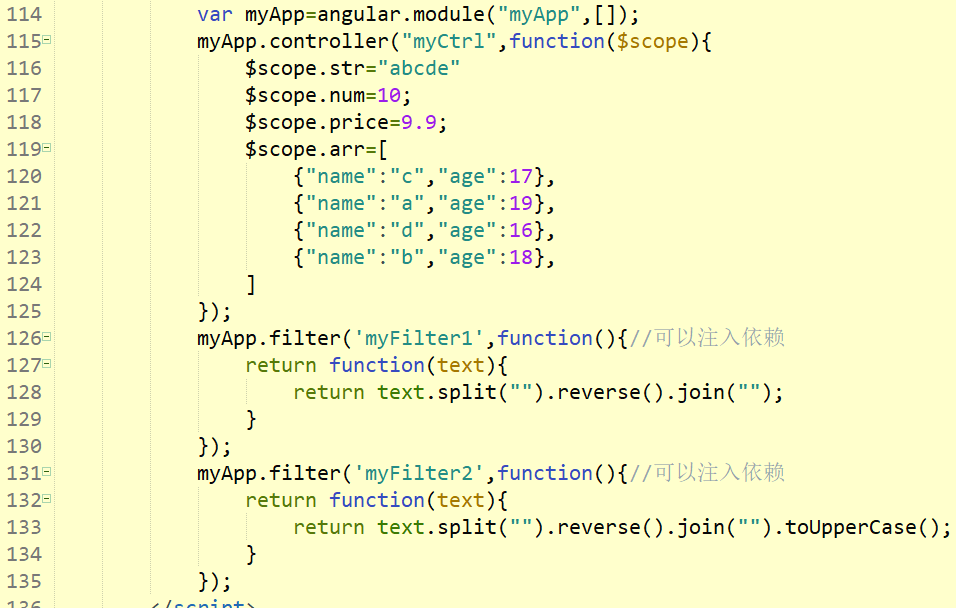 114 var myApp=angular.module("myApp",[]);
115 myApp.controller("myCtrl",function($scope){
116 $scope.str="abcde"
117 $scope.num=10;
118 $scope.price=9.9;
119 $scope.arr=[
120 {"name":"c","age":17},
121 {"name":"a","age":19},
122 {"name":"d","age":16},
123 {"name":"b","age":18},
124 ]
125 });
126 myApp.filter('myFilter1',function(){//可以注入依赖
127 return function(text){
128 return text.split("").reverse().join("");
129 }
130 });
131 myApp.filter('myFilter2',function(){//可以注入依赖
132 return function(text){
133 return text.split("").reverse().join("").toUpperCase();
134 }
135 });
136 </script>